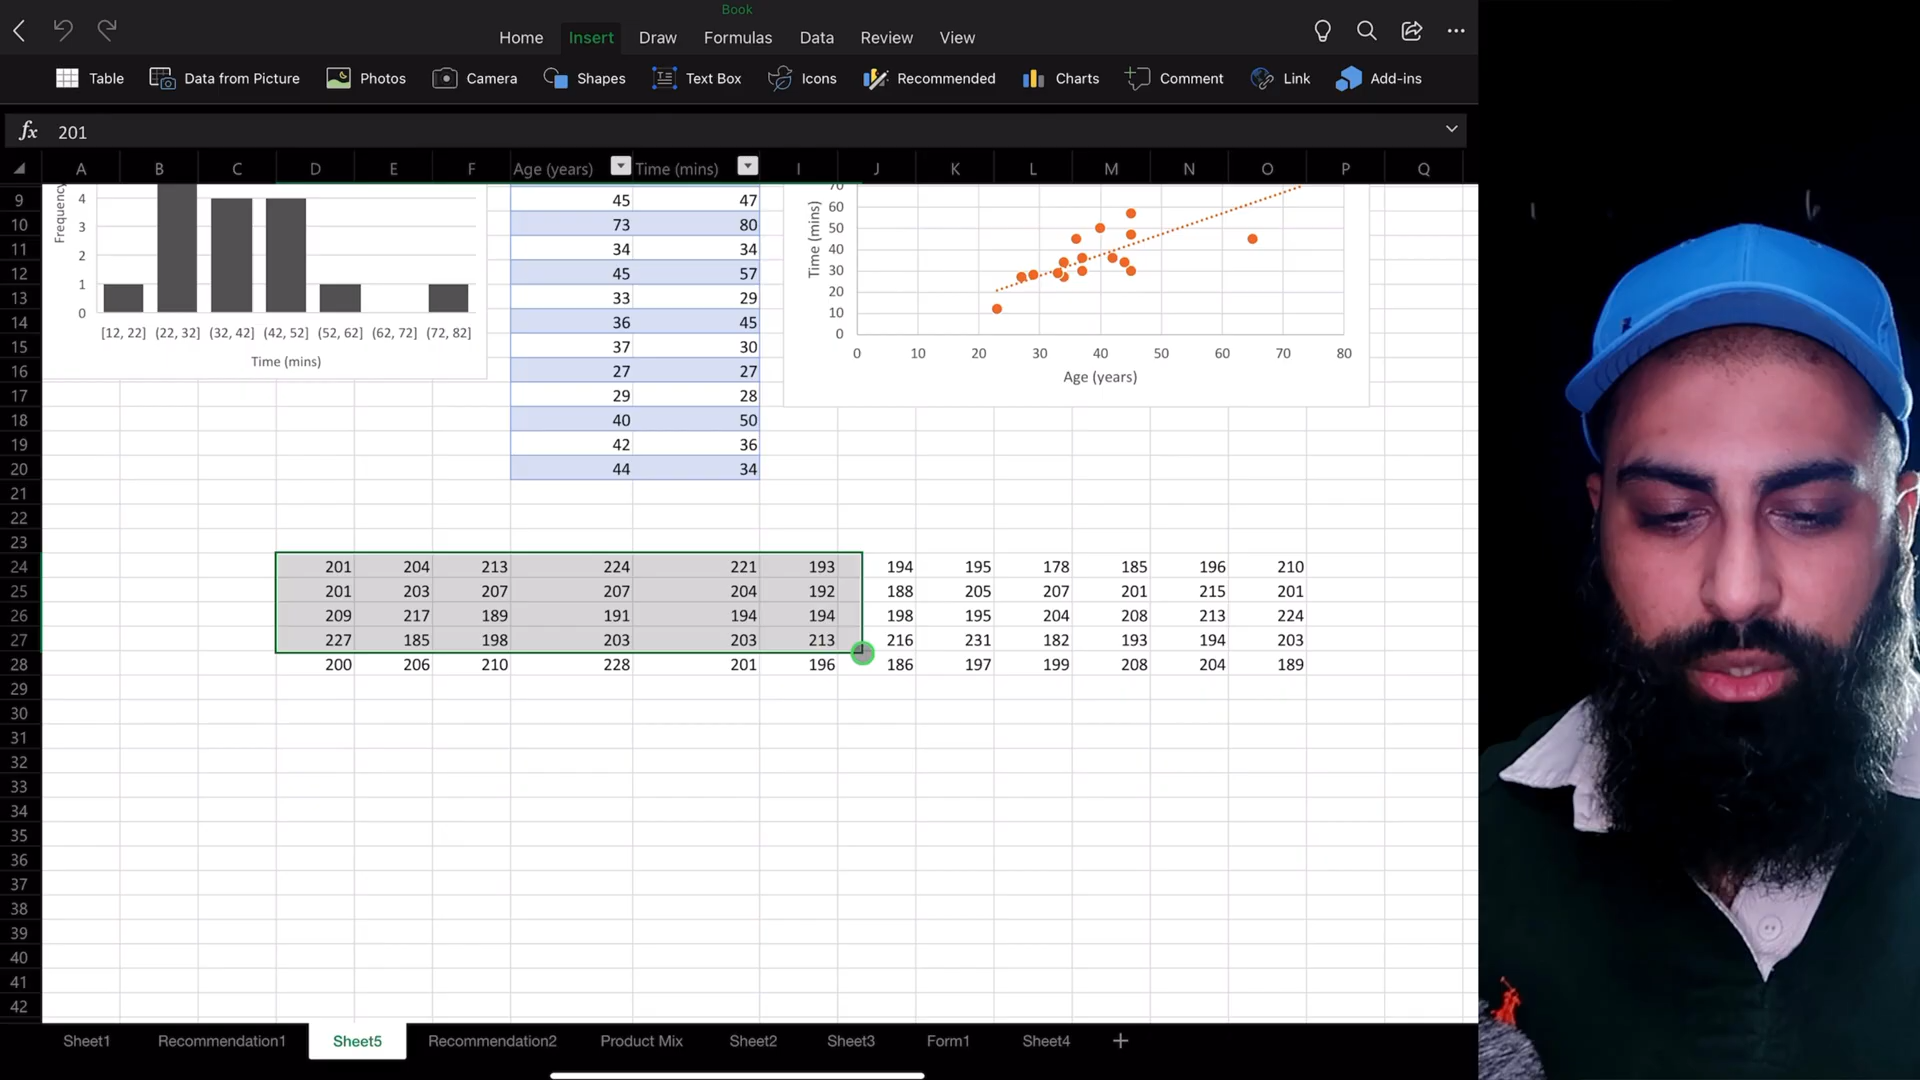 Book
Home Insert Draw Formulas Data Review View
Table Data from Picture Photos Camera Shapes Text Box Icons Recommended Charts Comment Link Add-ins
fx 201
A B C D E F Age (years) Time (mins) I J K L M N O P Q
9 45 47
10 73 80
11 34 34
12 45 57
13 33 29
14 36 45
15 37 30
16 27 27
17 29 28
18 40 50
19 42 36
20 44 34
21
22
23
24 201 204 213 224 221 193 194 195 178 185 196 210
25 201 203 207 207 204 192 188 205 207 201 215 201
26 209 217 189 191 194 194 198 195 204 208 213 224
27 227 185 198 203 203 213 216 231 182 193 194 203
28 200 206 210 228 201 196 186 197 199 208 204 189
29
30
31
32
33
34
35
36
37
38
39
40
41
42
Frequency
4
3
2
1
0
[12, 22] (22, 32] (32, 42] (42, 52] (52, 62] (62, 72] (72, 82]
Time (mins)
Time (mins)
70
60
50
40
30
20
10
0
0 10 20 30 40 50 60 70 80
Age (years)
Sheet1 Recommendation1 Sheet5 Recommendation2 Product Mix Sheet2 Sheet3 Form1 Sheet4 +